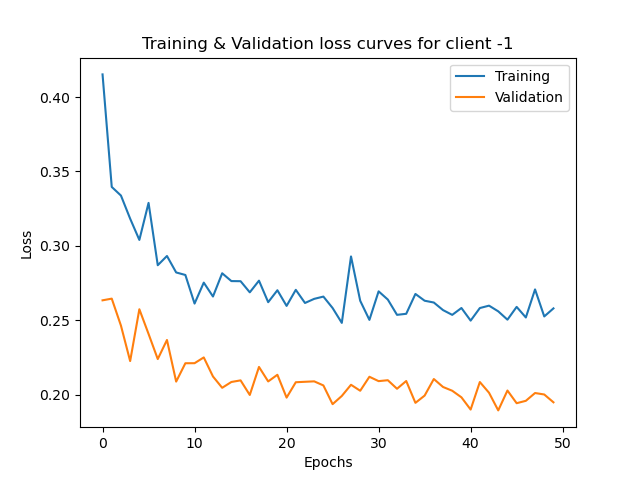 Training & Validation loss curves for client -1
Training
Validation
Loss
0.40
0.35
0.30
0.25
0.20
0
10
20
30
40
50
Epochs